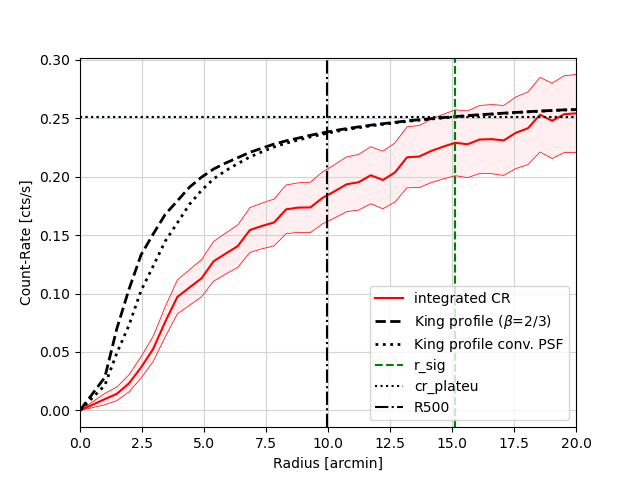 0.30
0.25
0.20
0.15
0.10
0.05
0.00
Count-Rate [cts/s]
integrated CR
King profile (β=2/3)
King profile conv. PSF
r_sig
cr_plateu
R500
0.0 2.5 5.0 7.5 10.0 12.5 15.0 17.5 20.0
Radius [arcmin]